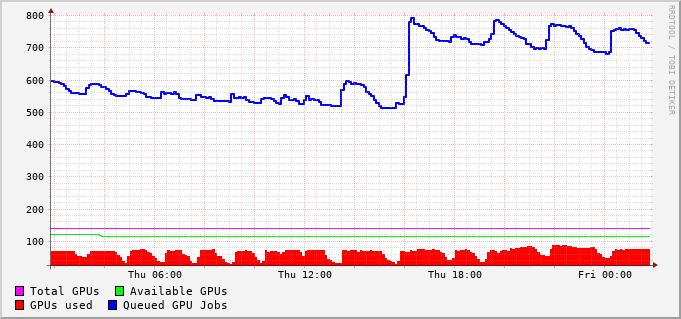 800
700
600
500
400
300
200
100
Thu 06:00 Thu 12:00 Thu 18:00 Fri 00:00
Total GPUs Available GPUs
GPUs used Queued GPU Jobs
RRDTOOL / TOBI OETIKER